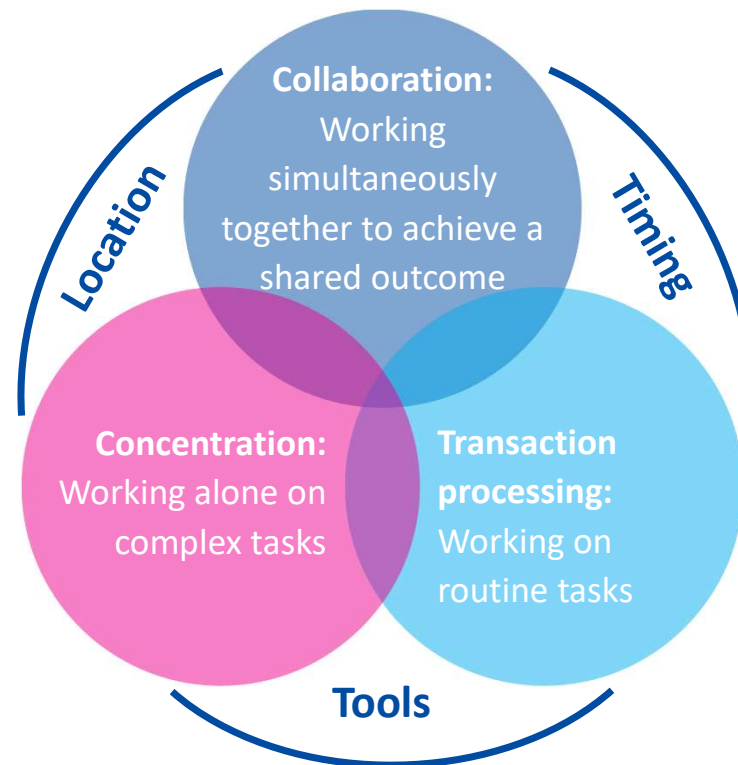 Collaboration:
Working
simultaneously
together to achieve a
shared outcome
Location
Timing
Concentration:
Working alone on
complex tasks
Transaction
processing:
Working on
routine tasks
Tools